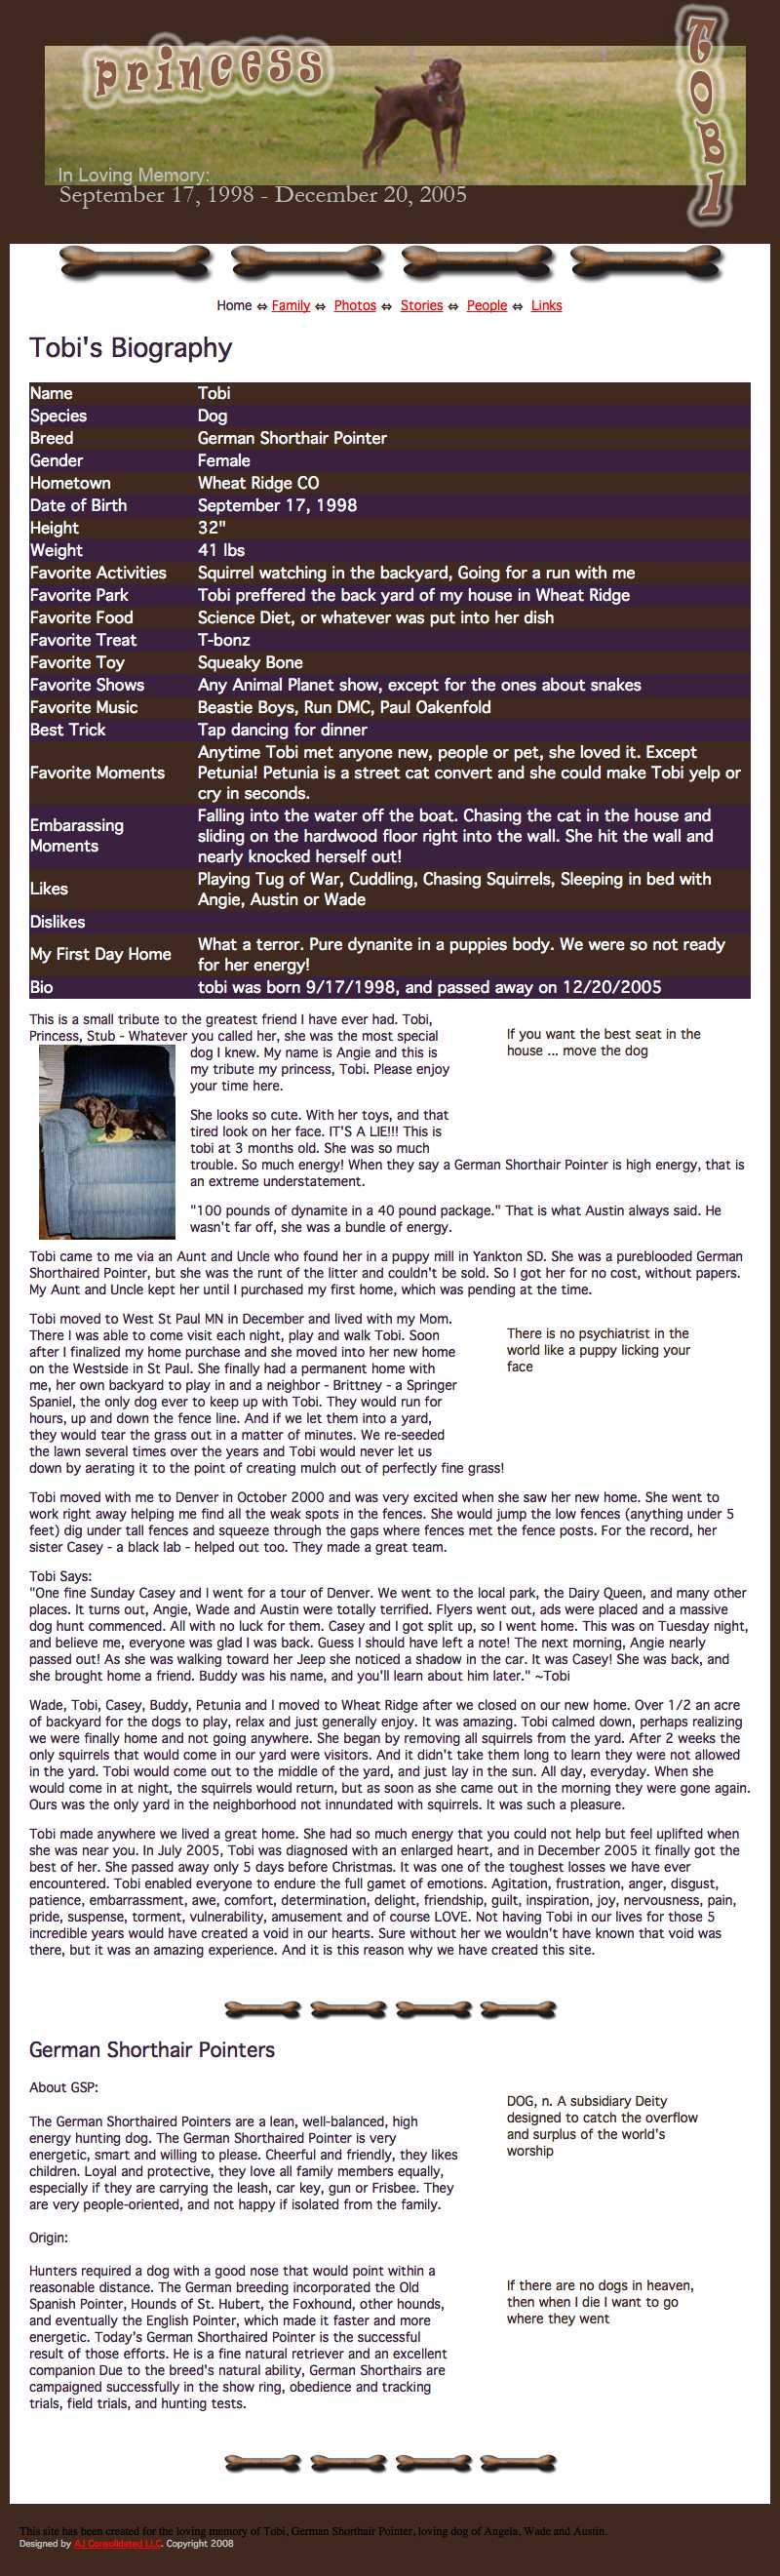 princess
TOBI
In Loving Memory:
September 17, 1998 - December 20, 2005
Home ⇔ Family ⇔ Photos ⇔ Stories ⇔ People ⇔ Links
Tobi's Biography
Name Tobi
Species Dog
Breed German Shorthair Pointer
Gender Female
Hometown Wheat Ridge CO
Date of Birth September 17, 1998
Height 32"
Weight 41 lbs
Favorite Activities Squirrel watching in the backyard, Going for a run with me
Favorite Park Tobi preffered the back yard of my house in Wheat Ridge
Favorite Food Science Diet, or whatever was put into her dish
Favorite Treat T-bonz
Favorite Toy Squeaky Bone
Favorite Shows Any Animal Planet show, except for the ones about snakes
Favorite Music Beastie Boys, Run DMC, Paul Oakenfold
Best Trick Tap dancing for dinner
Favorite Moments Anytime Tobi met anyone new, people or pet, she loved it. Except
Petunia! Petunia is a street cat convert and she could make Tobi yelp or
cry in seconds.
Embarassing
Moments
Falling into the water off the boat. Chasing the cat in the house and
sliding on the hardwood floor right into the wall. She hit the wall and
nearly knocked herself out!
Likes Playing Tug of War, Cuddling, Chasing Squirrels, Sleeping in bed with
Angie, Austin or Wade
Dislikes
My First Day Home What a terror. Pure dynanite in a puppies body. We were so not ready
for her energy!
Bio tobi was born 9/17/1998, and passed away on 12/20/2005
This is a small tribute to the greatest friend I have ever had. Tobi,
Princess, Stub - Whatever you called her, she was the most special
dog I knew. My name is Angie and this is
my tribute my princess, Tobi. Please enjoy
your time here.
If you want the best seat in the
house ... move the dog
She looks so cute. With her toys, and that
tired look on her face. IT'S A LIE!!! This is
tobi at 3 months old. She was so much
trouble. So much energy! When they say a German Shorthair Pointer is high energy, that is
an extreme understatement.
"100 pounds of dynamite in a 40 pound package." That is what Austin always said. He
wasn't far off, she was a bundle of energy.
Tobi came to me via an Aunt and Uncle who found her in a puppy mill in Yankton SD. She was a pureblooded German
Shorthaired Pointer, but she was the runt of the litter and couldn't be sold. So I got her for no cost, without papers.
My Aunt and Uncle kept her until I purchased my first home, which was pending at the time.
Tobi moved to West St Paul MN in December and lived with my Mom.
There I was able to come visit each night, play and walk Tobi. Soon
after I finalized my home purchase and she moved into her new home
on the Westside in St Paul. She finally had a permanent home with
me, her own backyard to play in and a neighbor - Brittney - a Springer
Spaniel, the only dog ever to keep up with Tobi. They would run for
hours, up and down the fence line. And if we let them into a yard,
they would tear the grass out in a matter of minutes. We re-seeded
the lawn several times over the years and Tobi would never let us
down by aerating it to the point of creating mulch out of perfectly fine grass!
There is no psychiatrist in the
world like a puppy licking your
face
Tobi moved with me to Denver in October 2000 and was very excited when she saw her new home. She went to
work right away helping me find all the weak spots in the fences. She would jump the low fences (anything under 5
feet) dig under tall fences and squeeze through the gaps where fences met the fence posts. For the record, her
sister Casey - a black lab - helped out too. They made a great team.
Tobi Says:
"One fine Sunday Casey and I went for a tour of Denver. We went to the local park, the Dairy Queen, and many other
places. It turns out, Angie, Wade and Austin were totally terrified. Flyers went out, ads were placed and a massive
dog hunt commenced. All with no luck for them. Casey and I got split up, so I went home. This was on Tuesday night,
and believe me, everyone was glad I was back. Guess I should have left a note! The next morning, Angie nearly
passed out! As she was walking toward her Jeep she noticed a shadow in the car. It was Casey! She was back, and
she brought home a friend. Buddy was his name, and you'll learn about him later." ~Tobi
Wade, Tobi, Casey, Buddy, Petunia and I moved to Wheat Ridge after we closed on our new home. Over 1/2 an acre
of backyard for the dogs to play, relax and just generally enjoy. It was amazing. Tobi calmed down, perhaps realizing
we were finally home and not going anywhere. She began by removing all squirrels from the yard. After 2 weeks the
only squirrels that would come in our yard were visitors. And it didn't take them long to learn they were not allowed
in the yard. Tobi would come out to the middle of the yard, and just lay in the sun. All day, everyday. When she
would come in at night, the squirrels would return, but as soon as she came out in the morning they were gone again.
Ours was the only yard in the neighborhood not innundated with squirrels. It was such a pleasure.
Tobi made anywhere we lived a great home. She had so much energy that you could not help but feel uplifted when
she was near you. In July 2005, Tobi was diagnosed with an enlarged heart, and in December 2005 it finally got the
best of her. She passed away only 5 days before Christmas. It was one of the toughest losses we have ever
encountered. Tobi enabled everyone to endure the full gamet of emotions. Agitation, frustration, anger, disgust,
patience, embarrassment, awe, comfort, determination, delight, friendship, guilt, inspiration, joy, nervousness, pain,
pride, suspense, torment, vulnerability, amusement and of course LOVE. Not having Tobi in our lives for those 5
incredible years would have created a void in our hearts. Sure without her we wouldn't have known that void was
there, but it was an amazing experience. And it is this reason why we have created this site.
German Shorthair Pointers
About GSP:
The German Shorthaired Pointers are a lean, well-balanced, high
energy hunting dog. The German Shorthaired Pointer is very
energetic, smart and willing to please. Cheerful and friendly, they likes
children. Loyal and protective, they love all family members equally,
especially if they are carrying the leash, car key, gun or Frisbee. They
are very people-oriented, and not happy if isolated from the family.
DOG, n. A subsidiary Deity
designed to catch the overflow
and surplus of the world's
worship
Origin:
Hunters required a dog with a good nose that would point within a
reasonable distance. The German breeding incorporated the Old
Spanish Pointer, Hounds of St. Hubert, the Foxhound, other hounds,
and eventually the English Pointer, which made it faster and more
energetic. Today's German Shorthaired Pointer is the successful
result of those efforts. He is a fine natural retriever and an excellent
companion Due to the breed's natural ability, German Shorthairs are
campaigned successfully in the show ring, obedience and tracking
trials, field trials, and hunting tests.
If there are no dogs in heaven,
then when I die I want to go
where they went
This site has been created for the loving memory of Tobi, German Shorthair Pointer, loving dog of Angela, Wade and Austin.
Designed by AJ Consolidated LLC. Copyright 2008